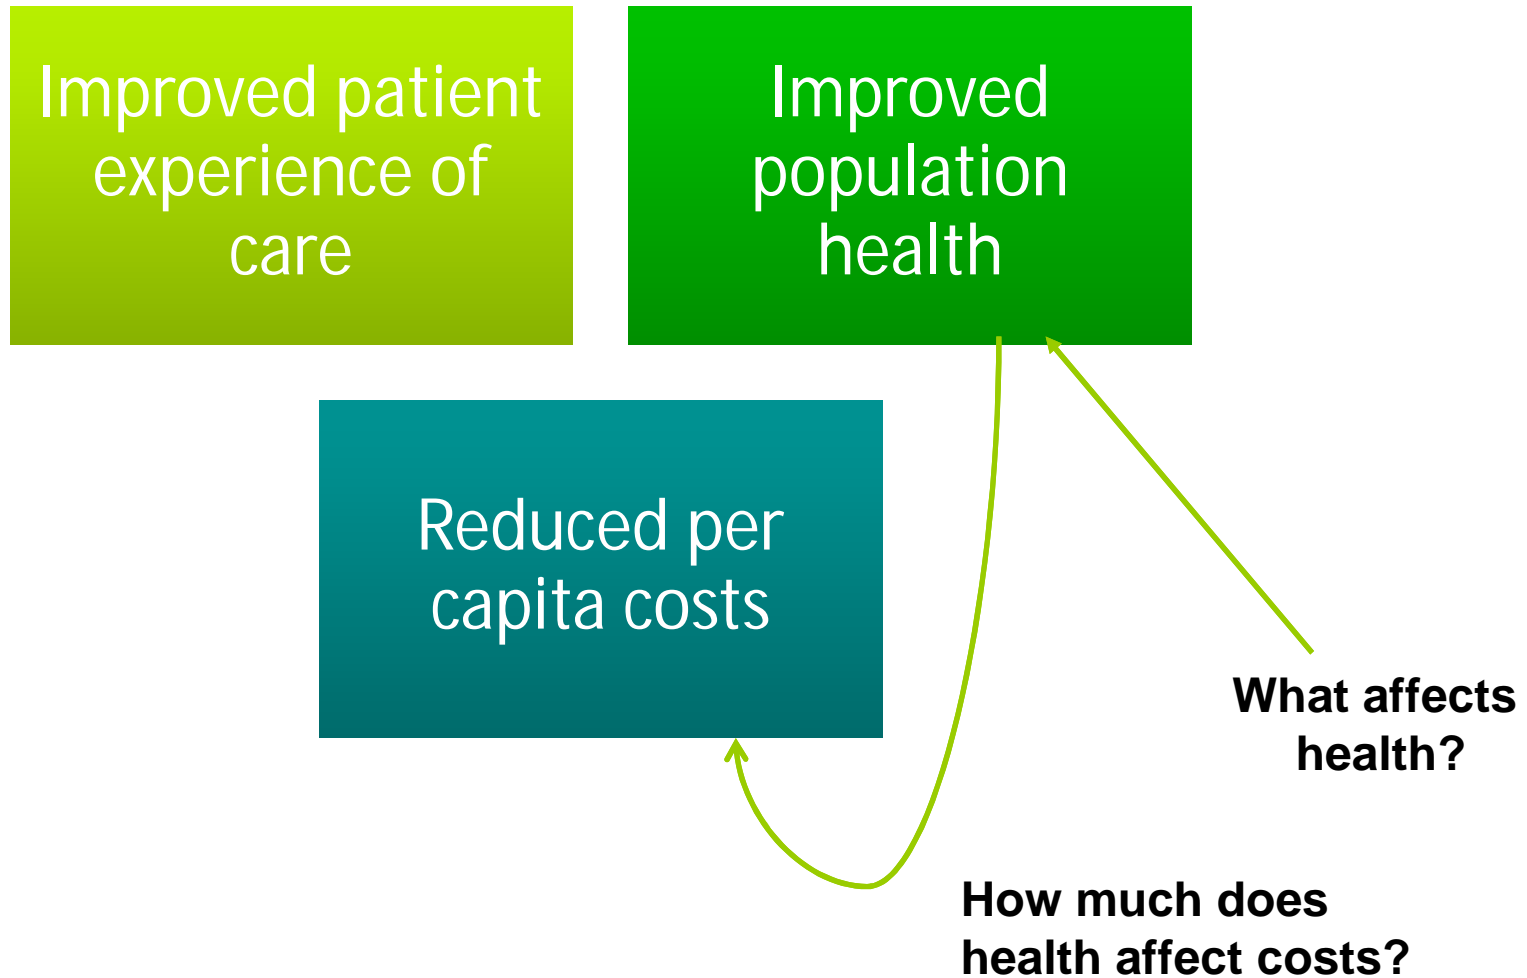 Improved patient
experience of
care
Improved
population
health
Reduced per
capita costs
What affects
health?
How much does
health affect costs?